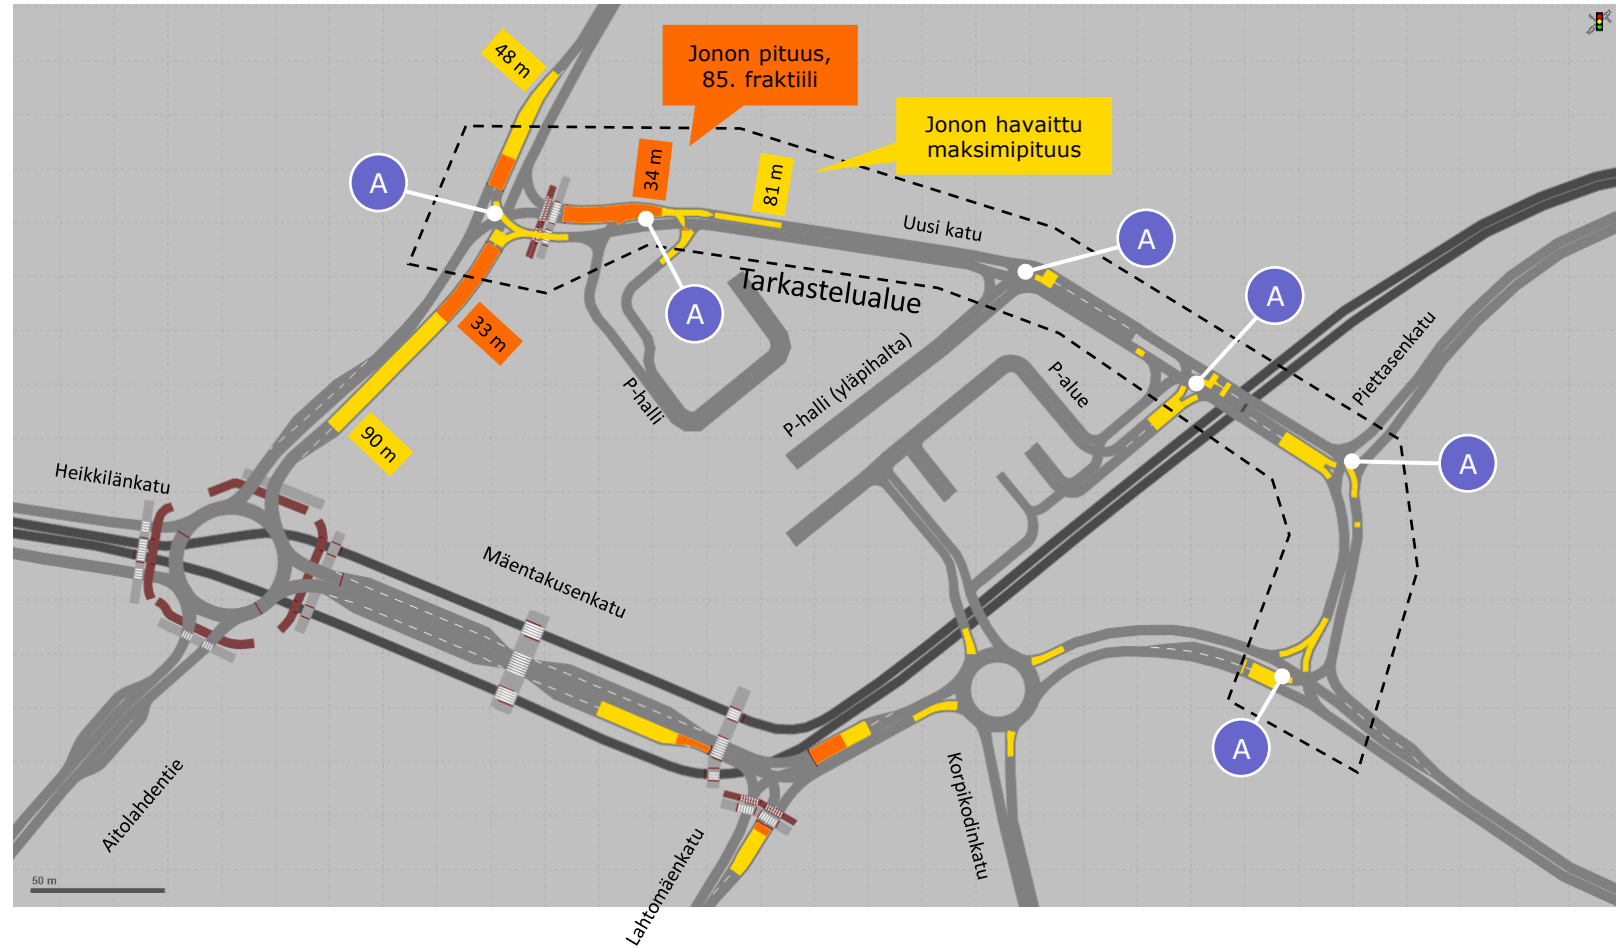 48 m
Jonon pituus,
85. fraktiili
Jonon havaittu
maksimipituus
A
34 m
81 m
Uusi katu
A
Tarkastelualue
A
A
33 m
P-halli
P-halli (yläpihalta)
P-alue
Piettasenkatu
90 m
A
Heikkilänkatu
Mäentakusenkatu
A
Aitolahdentie
Lahtomäenkatu
Korpikodinkatu
50 m